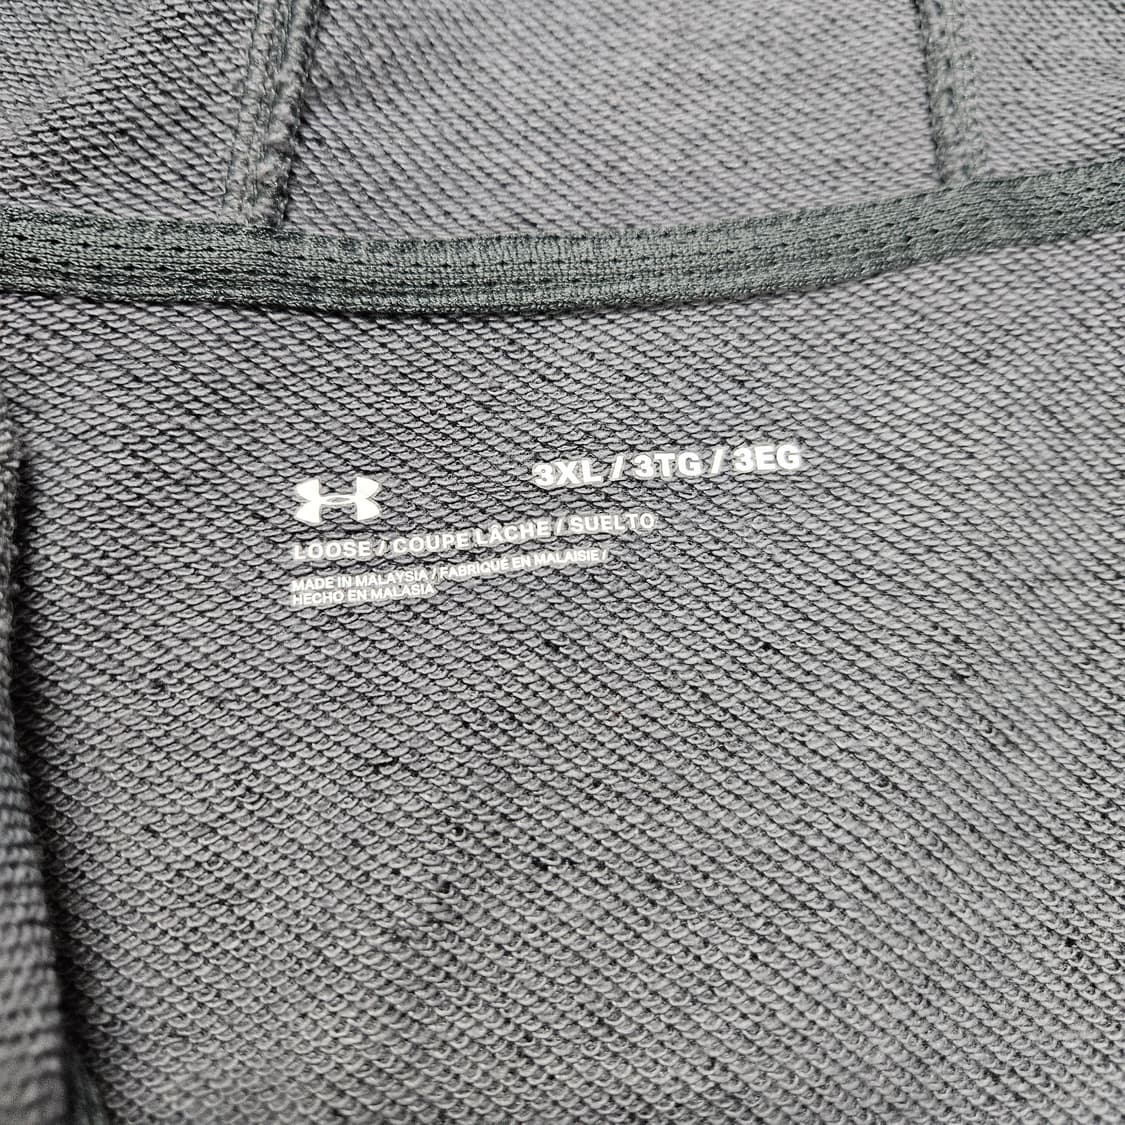 3XL / 3TG / 3EG
LOOSE / COUPE LÂCHE / SUELTO
MADE IN MALAYSIA / FABRIQUÉ EN MALAISIE /
HECHO EN MALASIA